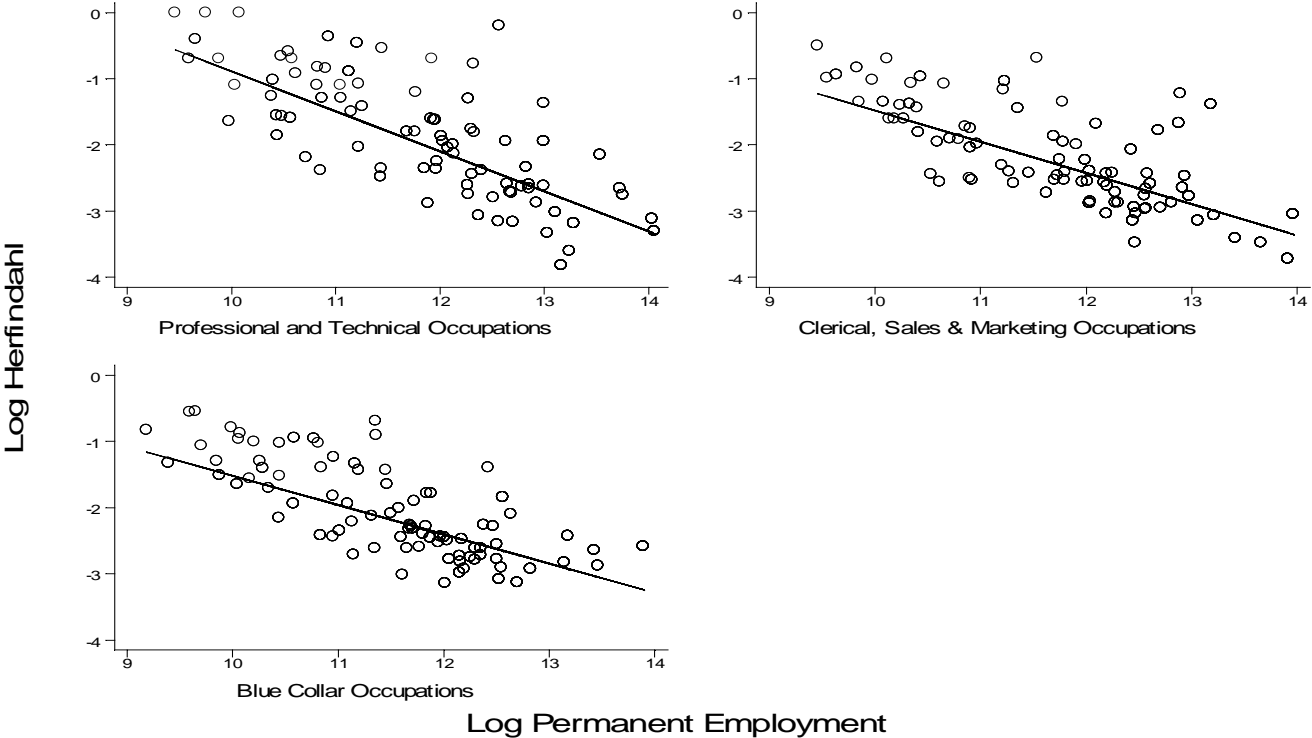 Log Herfindahl
0
-1
-2
-3
-4
9 10 11 12 13 14
Professional and Technical Occupations
0
-1
-2
-3
-4
9 10 11 12 13 14
Clerical, Sales & Marketing Occupations
0
-1
-2
-3
-4
9 10 11 12 13 14
Blue Collar Occupations
Log Permanent Employment